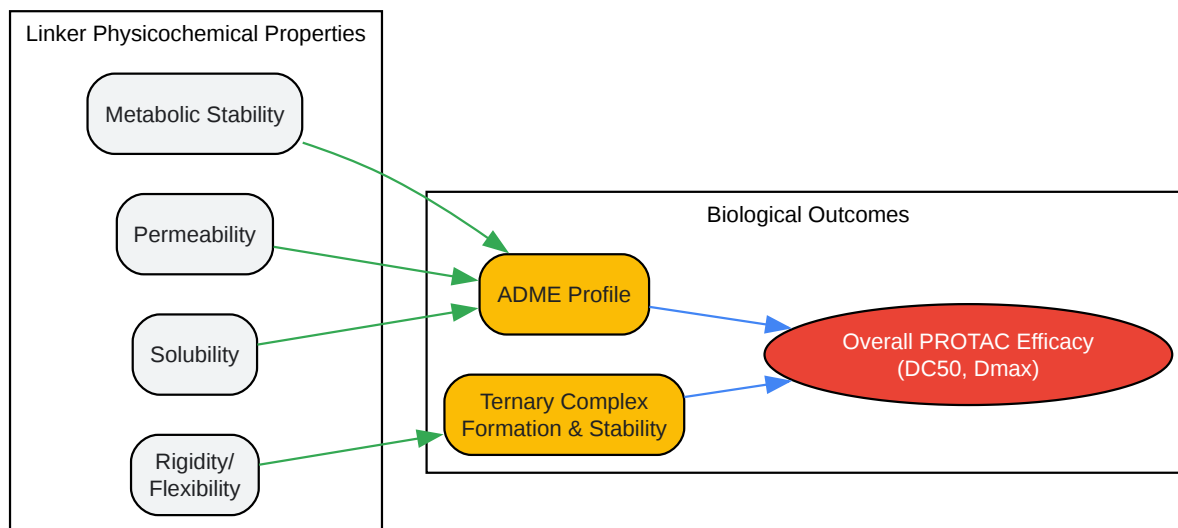 Linker Physicochemical Properties
Metabolic Stability
Permeability
Solubility
Rigidity/
Flexibility
Biological Outcomes
ADME Profile
Ternary Complex
Formation & Stability
Overall PROTAC Efficacy
(DC50, Dmax)